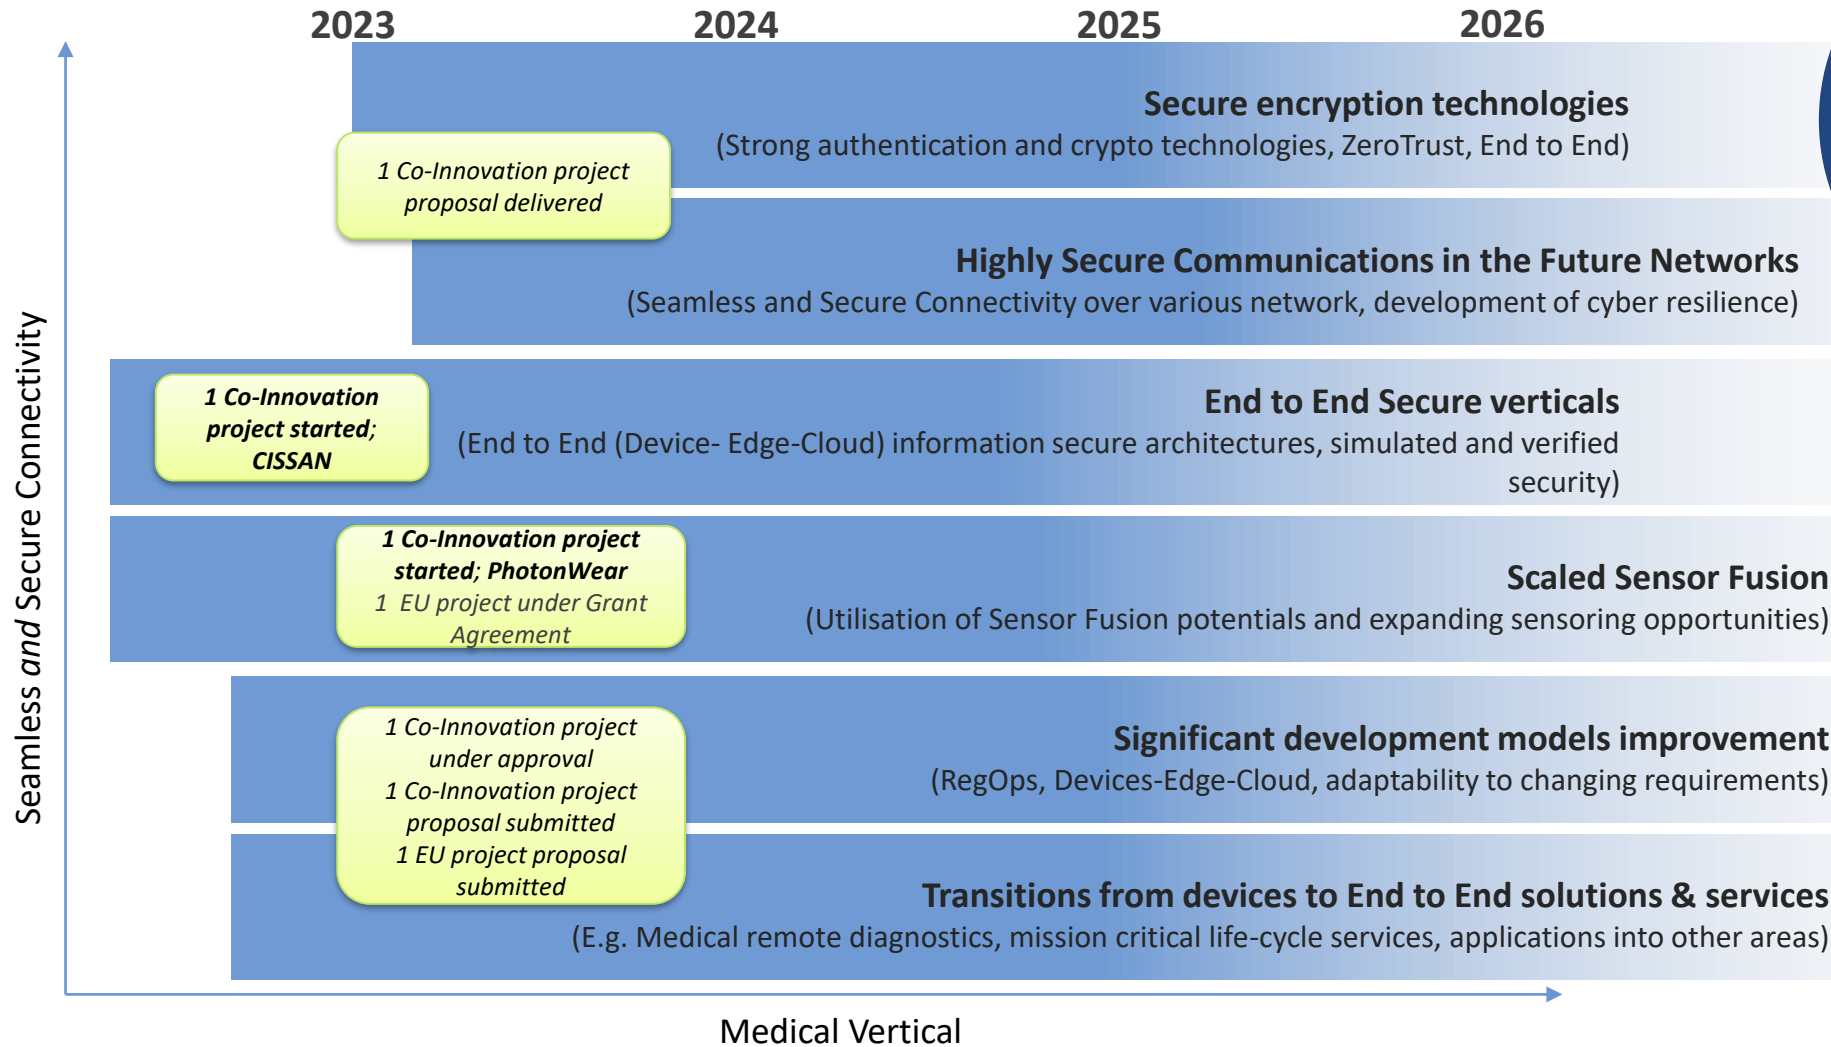 2023 2024 2025 2026
Secure encryption technologies
(Strong authentication and crypto technologies, ZeroTrust, End to End)
1 Co-Innovation project
proposal delivered
Highly Secure Communications in the Future Networks
(Seamless and Secure Connectivity over various network, development of cyber resilience)
1 Co-Innovation
project started;
CISSAN
End to End Secure verticals
(End to End (Device- Edge-Cloud) information secure architectures, simulated and verified
security)
1 Co-Innovation project
started; PhotonWear
1 EU project under Grant
Agreement
Scaled Sensor Fusion
(Utilisation of Sensor Fusion potentials and expanding sensoring opportunities)
1 Co-Innovation project
under approval
1 Co-Innovation project
proposal submitted
1 EU project proposal
submitted
Significant development models improvement
(RegOps, Devices-Edge-Cloud, adaptability to changing requirements)
Transitions from devices to End to End solutions & services
(E.g. Medical remote diagnostics, mission critical life-cycle services, applications into other areas)
Seamless and Secure Connectivity
Medical Vertical